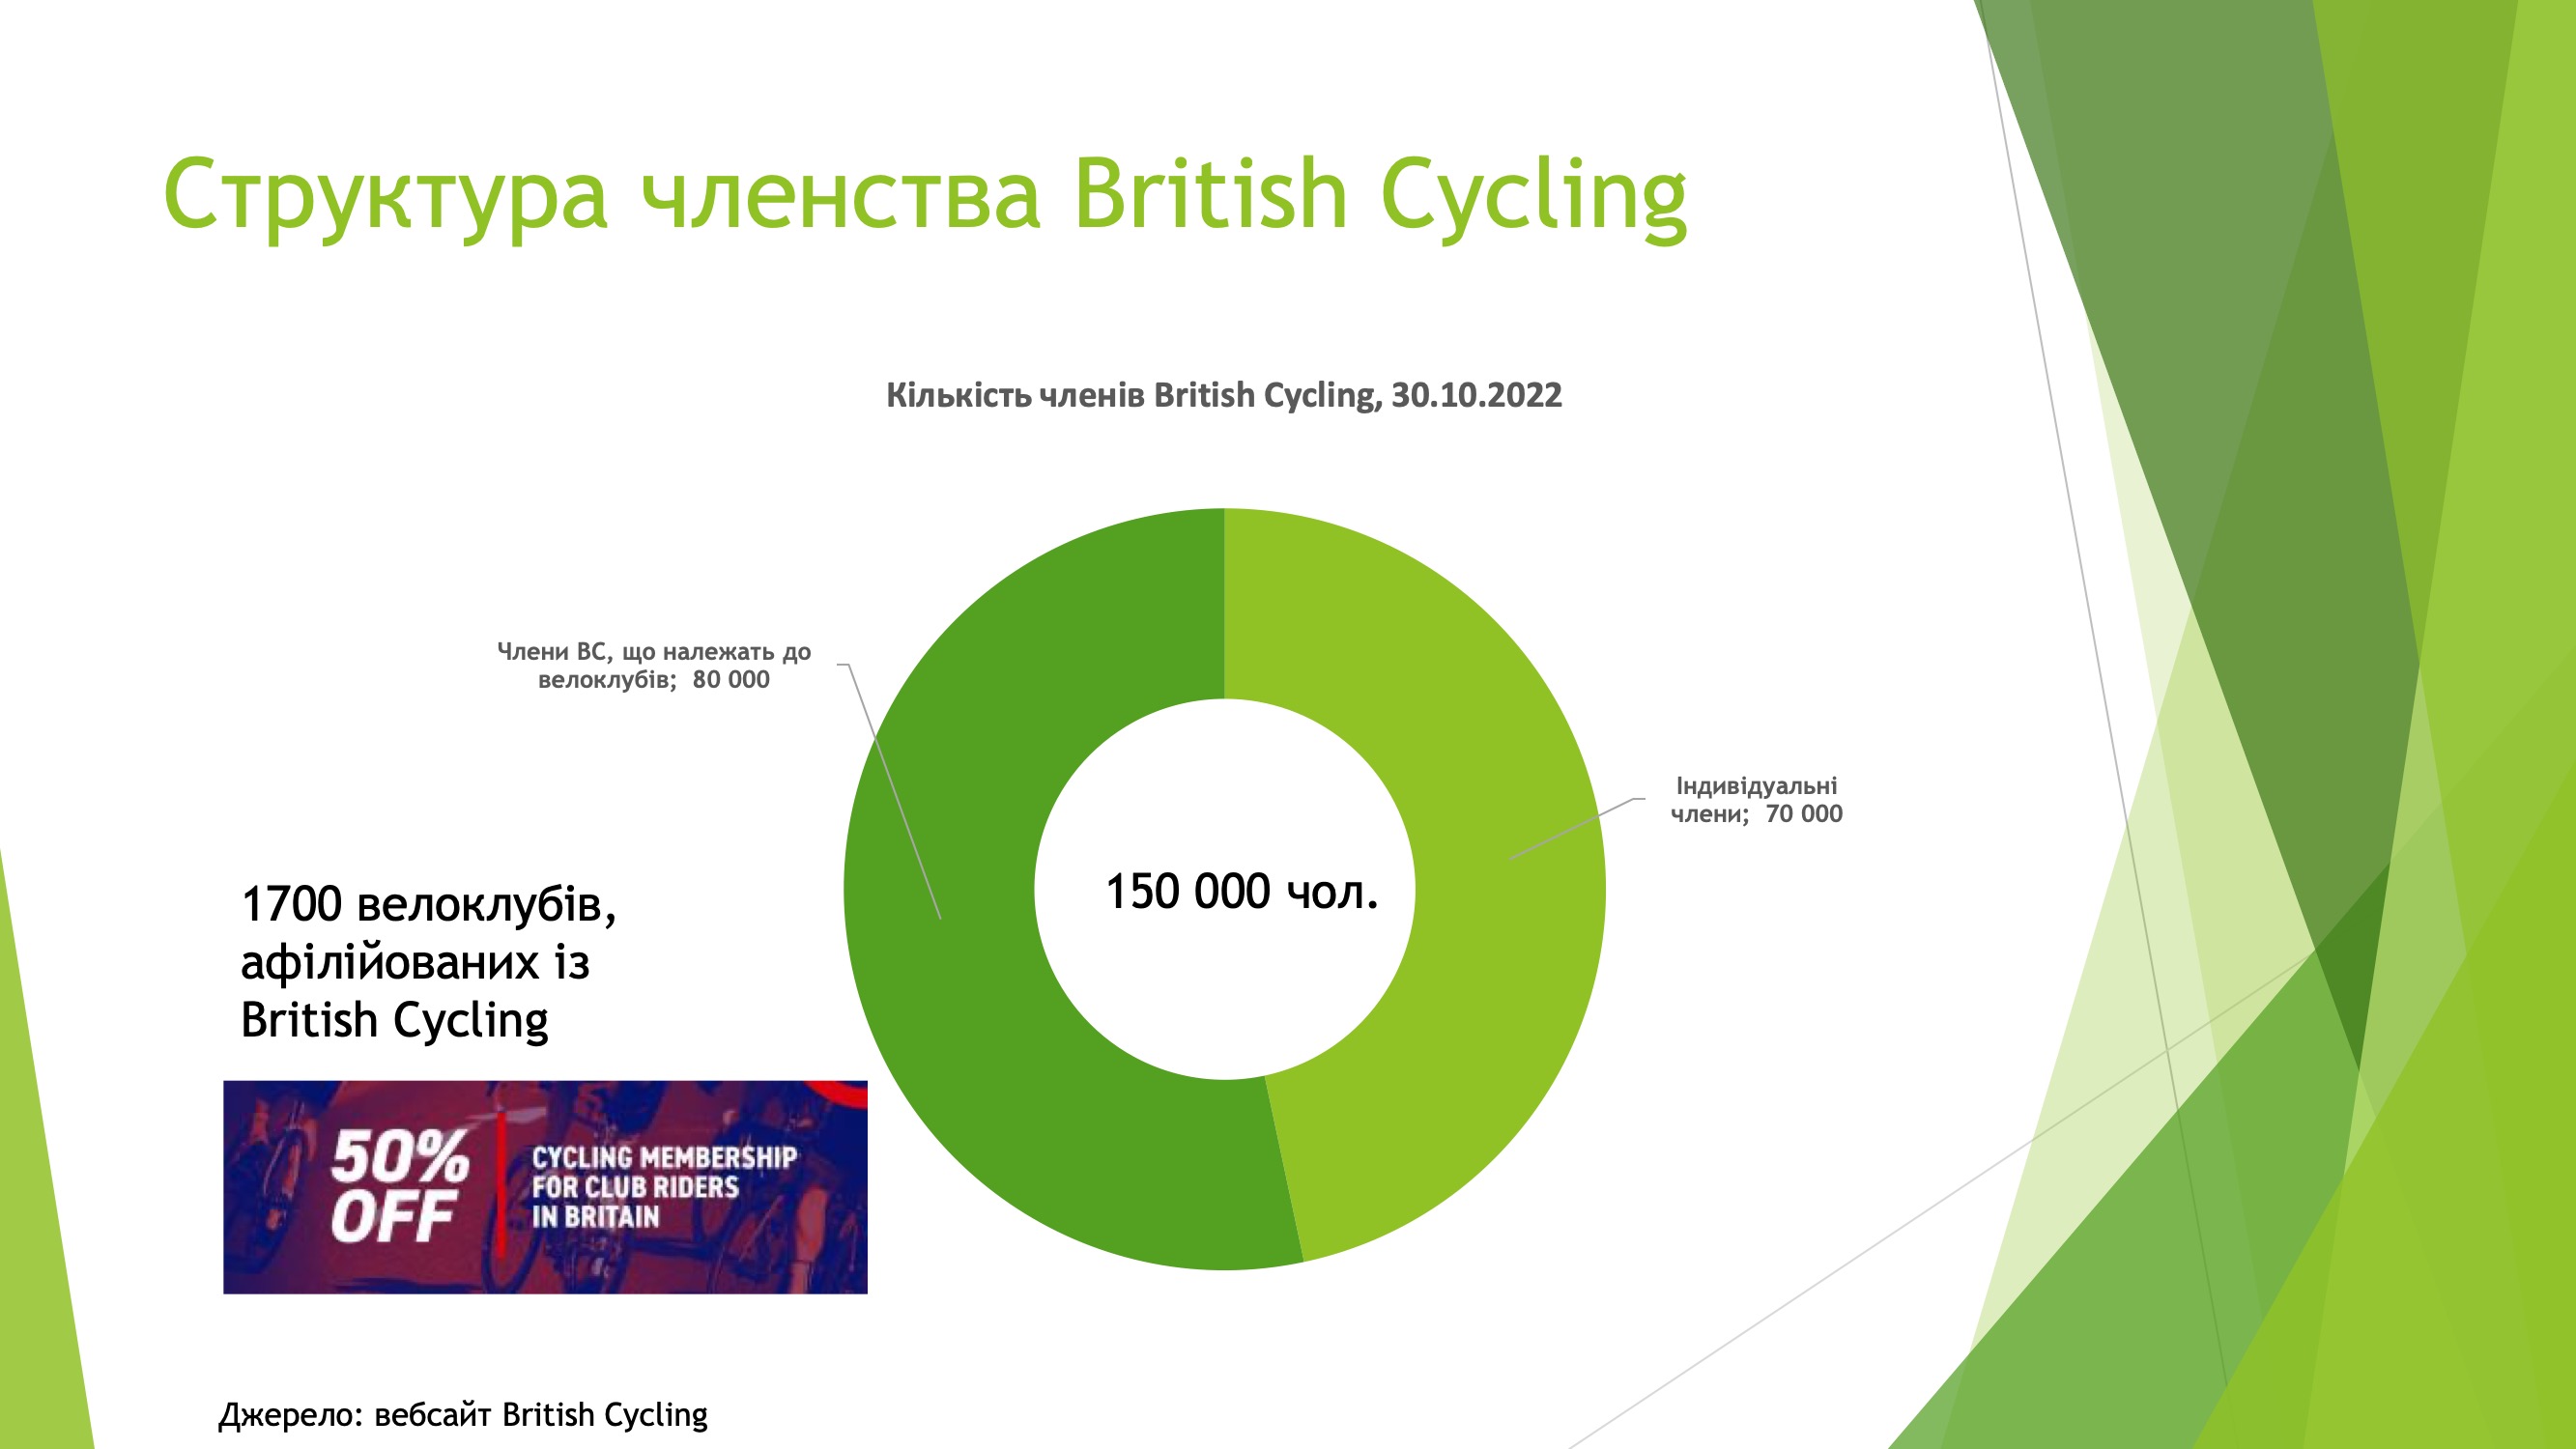 Структура членства British Cycling
Кількість членів British Cycling, 30.10.2022
Члени BC, що належать до
велоклубів;  80 000
Індивідуальні
члени;  70 000
150 000 чол.
1700 велоклубів,
афілійованих із
British Cycling
50%
OFF
CYCLING MEMBERSHIP
FOR CLUB RIDERS
IN BRITAIN
Джерело: вебсайт British Cycling